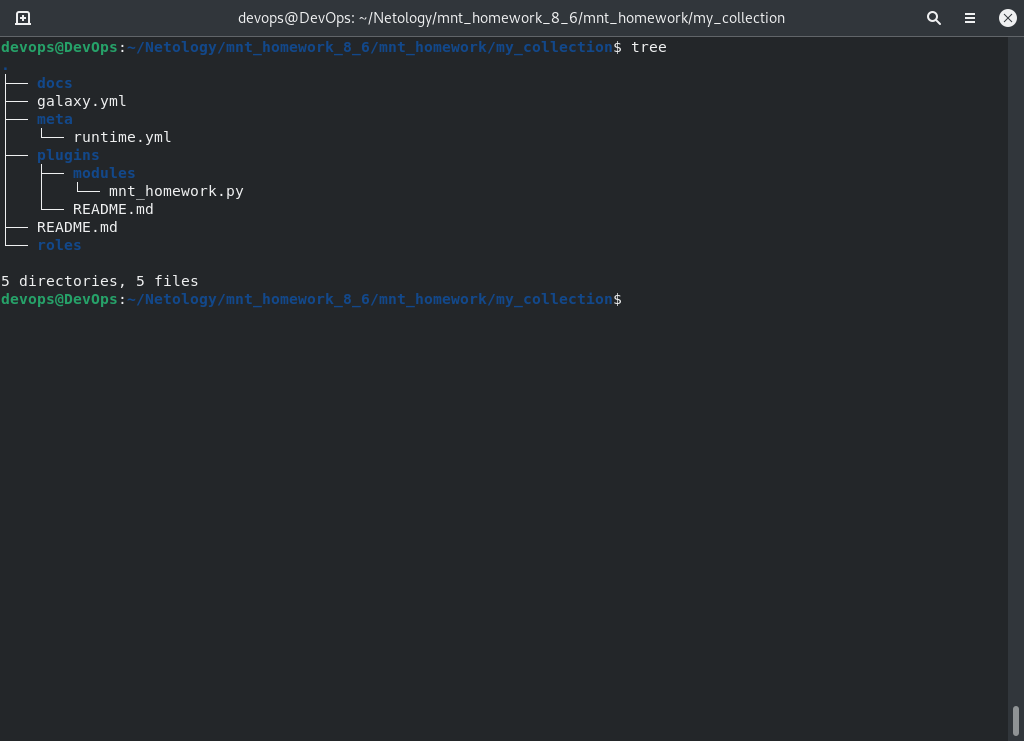 devops@DevOps: ~/Netology/mnt_homework_8_6/mnt_homework/my_collection
devops@DevOps:~/Netology/mnt_homework_8_6/mnt_homework/my_collection$ tree
.
├── docs
├── galaxy.yml
├── meta
│   └── runtime.yml
├── plugins
│   ├── modules
│   │   └── mnt_homework.py
│   └── README.md
├── README.md
└── roles
5 directories, 5 files
devops@DevOps:~/Netology/mnt_homework_8_6/mnt_homework/my_collection$